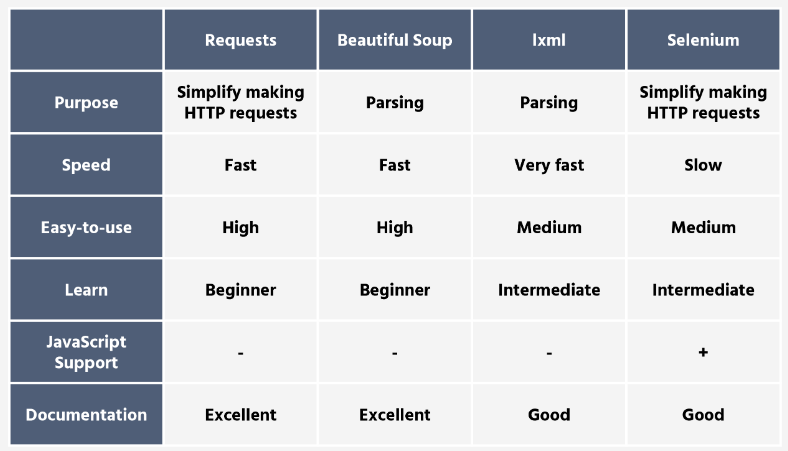 Requests Beautiful Soup lxml Selenium
Purpose Simplify making HTTP requests Parsing Parsing Simplify making HTTP requests
Speed Fast Fast Very fast Slow
Easy-to-use High High Medium Medium
Learn Beginner Beginner Intermediate Intermediate
JavaScript Support - - - +
Documentation Excellent Excellent Good Good